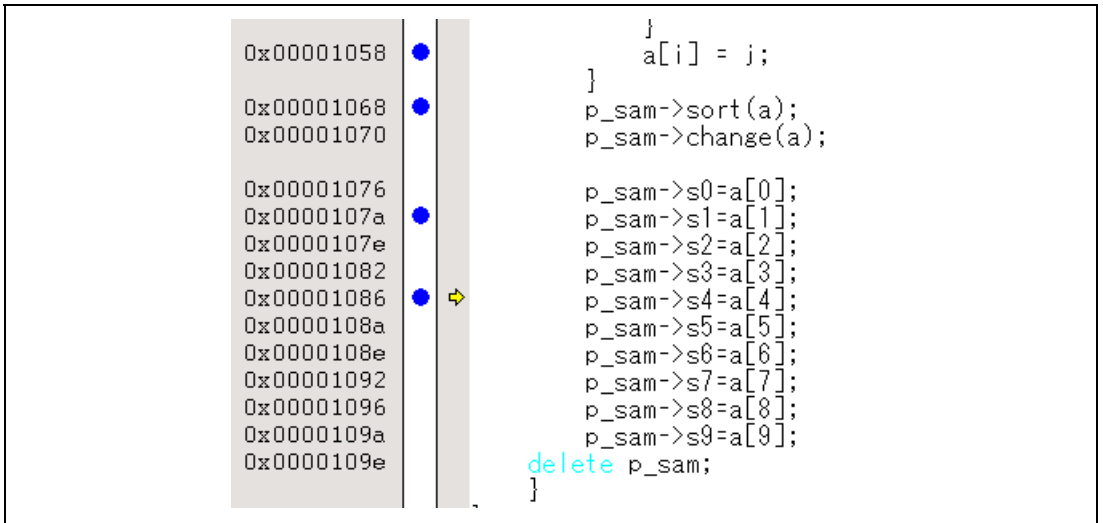 }
0x00001058 a[i] = j;
}
0x00001068 p_sam->sort(a);
0x00001070 p_sam->change(a);
0x00001076 p_sam->s0=a[0];
0x0000107a p_sam->s1=a[1];
0x0000107e p_sam->s2=a[2];
0x00001082 p_sam->s3=a[3];
0x00001086 p_sam->s4=a[4];
0x0000108a p_sam->s5=a[5];
0x0000108e p_sam->s6=a[6];
0x00001092 p_sam->s7=a[7];
0x00001096 p_sam->s8=a[8];
0x0000109a p_sam->s9=a[9];
0x0000109e delete p_sam;
}